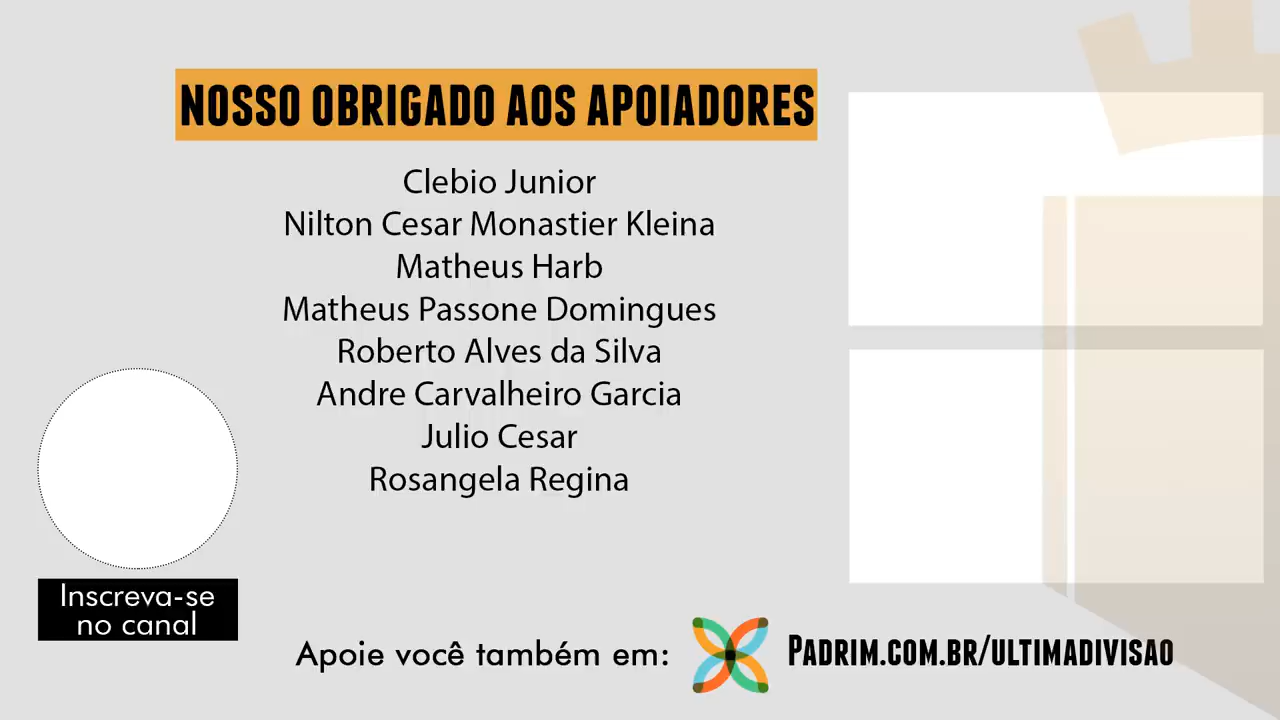 NOSSO OBRIGADO AOS APOIADORES
Clebio Junior
Nilton Cesar Monastier Kleina
Matheus Harb
Matheus Passone Domingues
Roberto Alves da Silva
Andre Carvalheiro Garcia
Julio Cesar
Rosangela Regina
Inscreva-se
no canal
Apoie você também em:
PADRIM.COM.BR/ULTIMADIVISAO